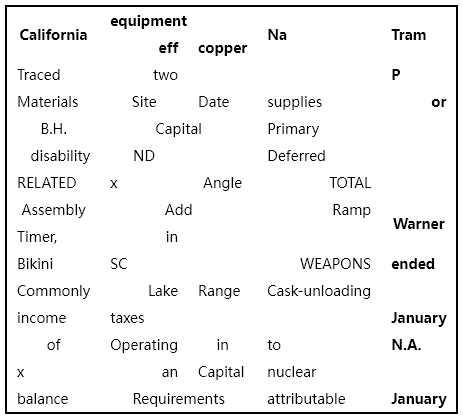 California equipment Na Tram
eff copper
Traced two P
Materials Site Date supplies or
B.H. Capital Primary
disability ND Deferred
RELATED x Angle TOTAL
Assembly Add Ramp Warner
Timer, in
Bikini SC WEAPONS ended
Commonly Lake Range Cask-unloading
income taxes January
of Operating in to N.A.
x an Capital nuclear
balance Requirements attributable January